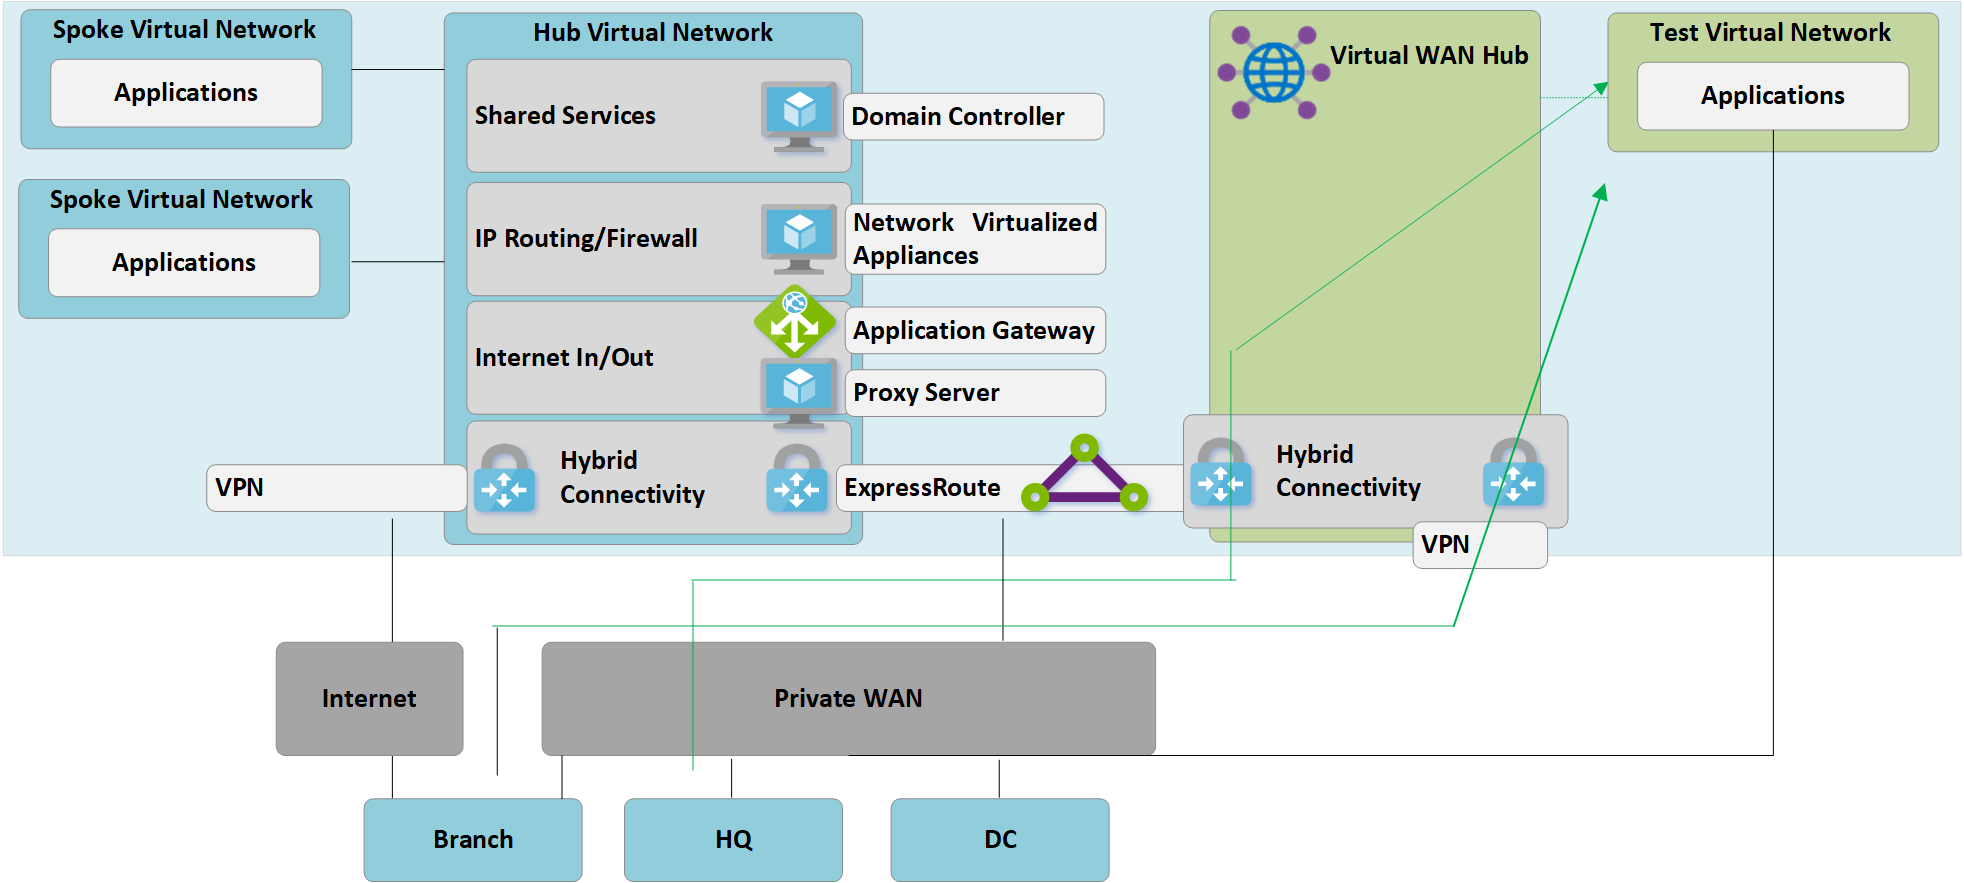 Spoke Virtual Network
Applications
Spoke Virtual Network
Applications
Hub Virtual Network
Shared Services
Domain Controller
IP Routing/Firewall
Network Virtualized
Appliances
Internet In/Out
Application Gateway
Proxy Server
VPN
Hybrid
Connectivity
ExpressRoute
Virtual WAN Hub
Hybrid
Connectivity
VPN
Test Virtual Network
Applications
Internet
Private WAN
Branch
HQ
DC